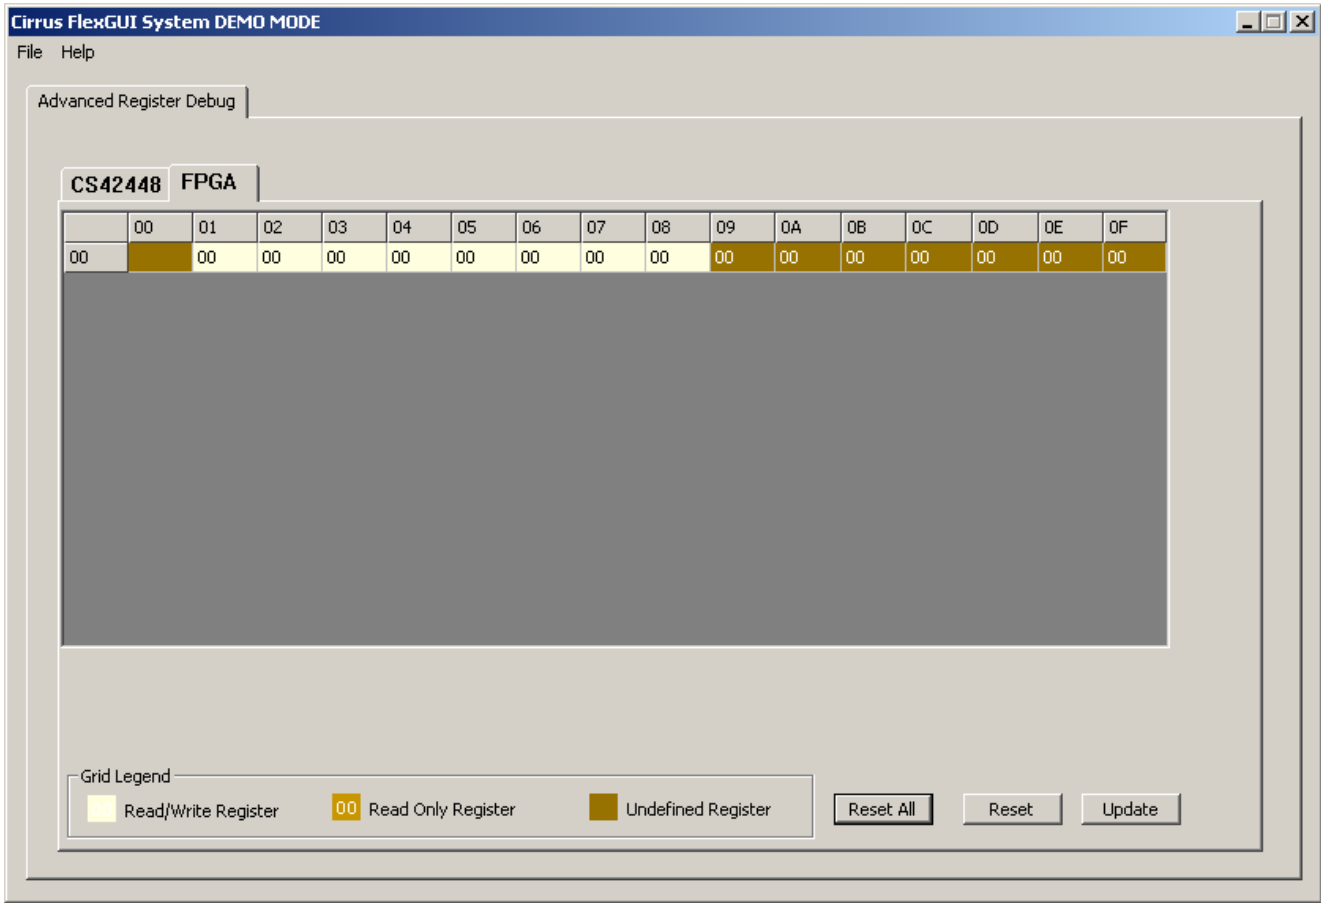 Cirrus FlexGUI System DEMO MODE
File Help
Advanced Register Debug
CS42448 FPGA
00 01 02 03 04 05 06 07 08 09 0A 0B 0C 0D 0E 0F
00 00 00 00 00 00 00 00 00 00 00 00 00 00 00 00
Grid Legend
Read/Write Register 00 Read Only Register Undefined Register Reset All Reset Update